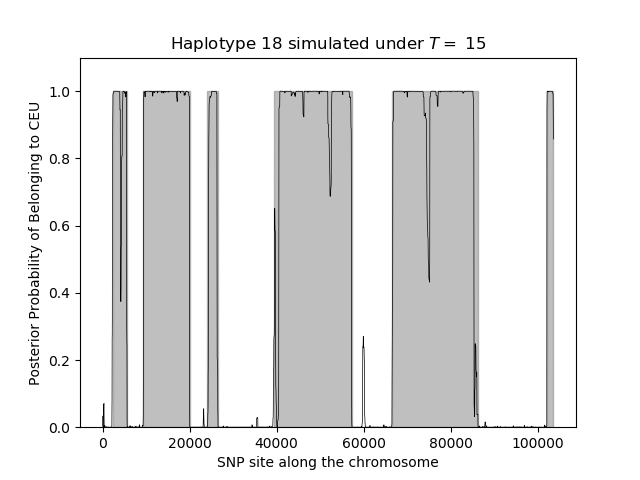 Haplotype 18 simulated under T = 15
Posterior Probability of Belonging to CEU
1.0
0.8
0.6
0.4
0.2
0.0
0 20000 40000 60000 80000 100000
SNP site along the chromosome